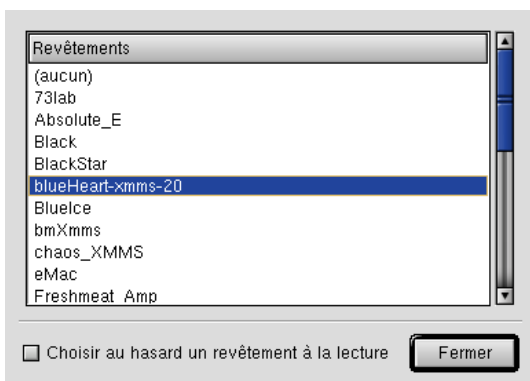 Revêtements
(aucun)
73lab
Absolute_E
Black
BlackStar
blueHeart-xmms-20
BlueIce
bmXmms
chaos_XMMS
eMac
Freshmeat_Amp
Choisir au hasard un revêtement à la lecture
Fermer